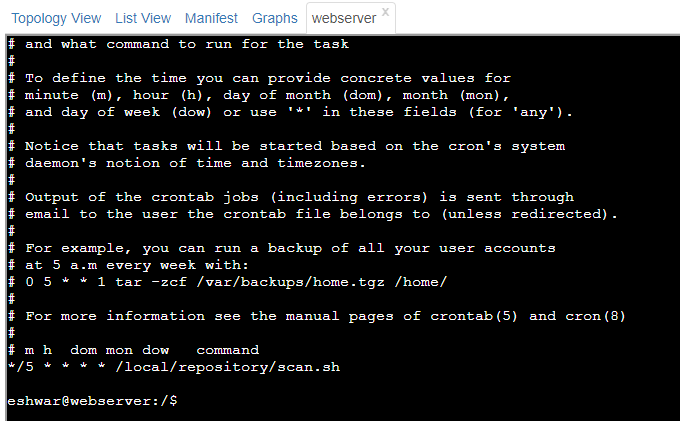 Topology View List View Manifest Graphs webserver x
# and what command to run for the task
#
# To define the time you can provide concrete values for
# minute (m), hour (h), day of month (dom), month (mon),
# and day of week (dow) or use '*' in these fields (for 'any').
#
# Notice that tasks will be started based on the cron's system
# daemon's notion of time and timezones.
#
# Output of the crontab jobs (including errors) is sent through
# email to the user the crontab file belongs to (unless redirected).
#
# For example, you can run a backup of all your user accounts
# at 5 a.m every week with:
# 0 5 * * 1 tar -zcf /var/backups/home.tgz /home/
#
# For more information see the manual pages of crontab(5) and cron(8)
#
# m h  dom mon dow   command
*/5 * * * * /local/repository/scan.sh
eshwar@webserver:/$